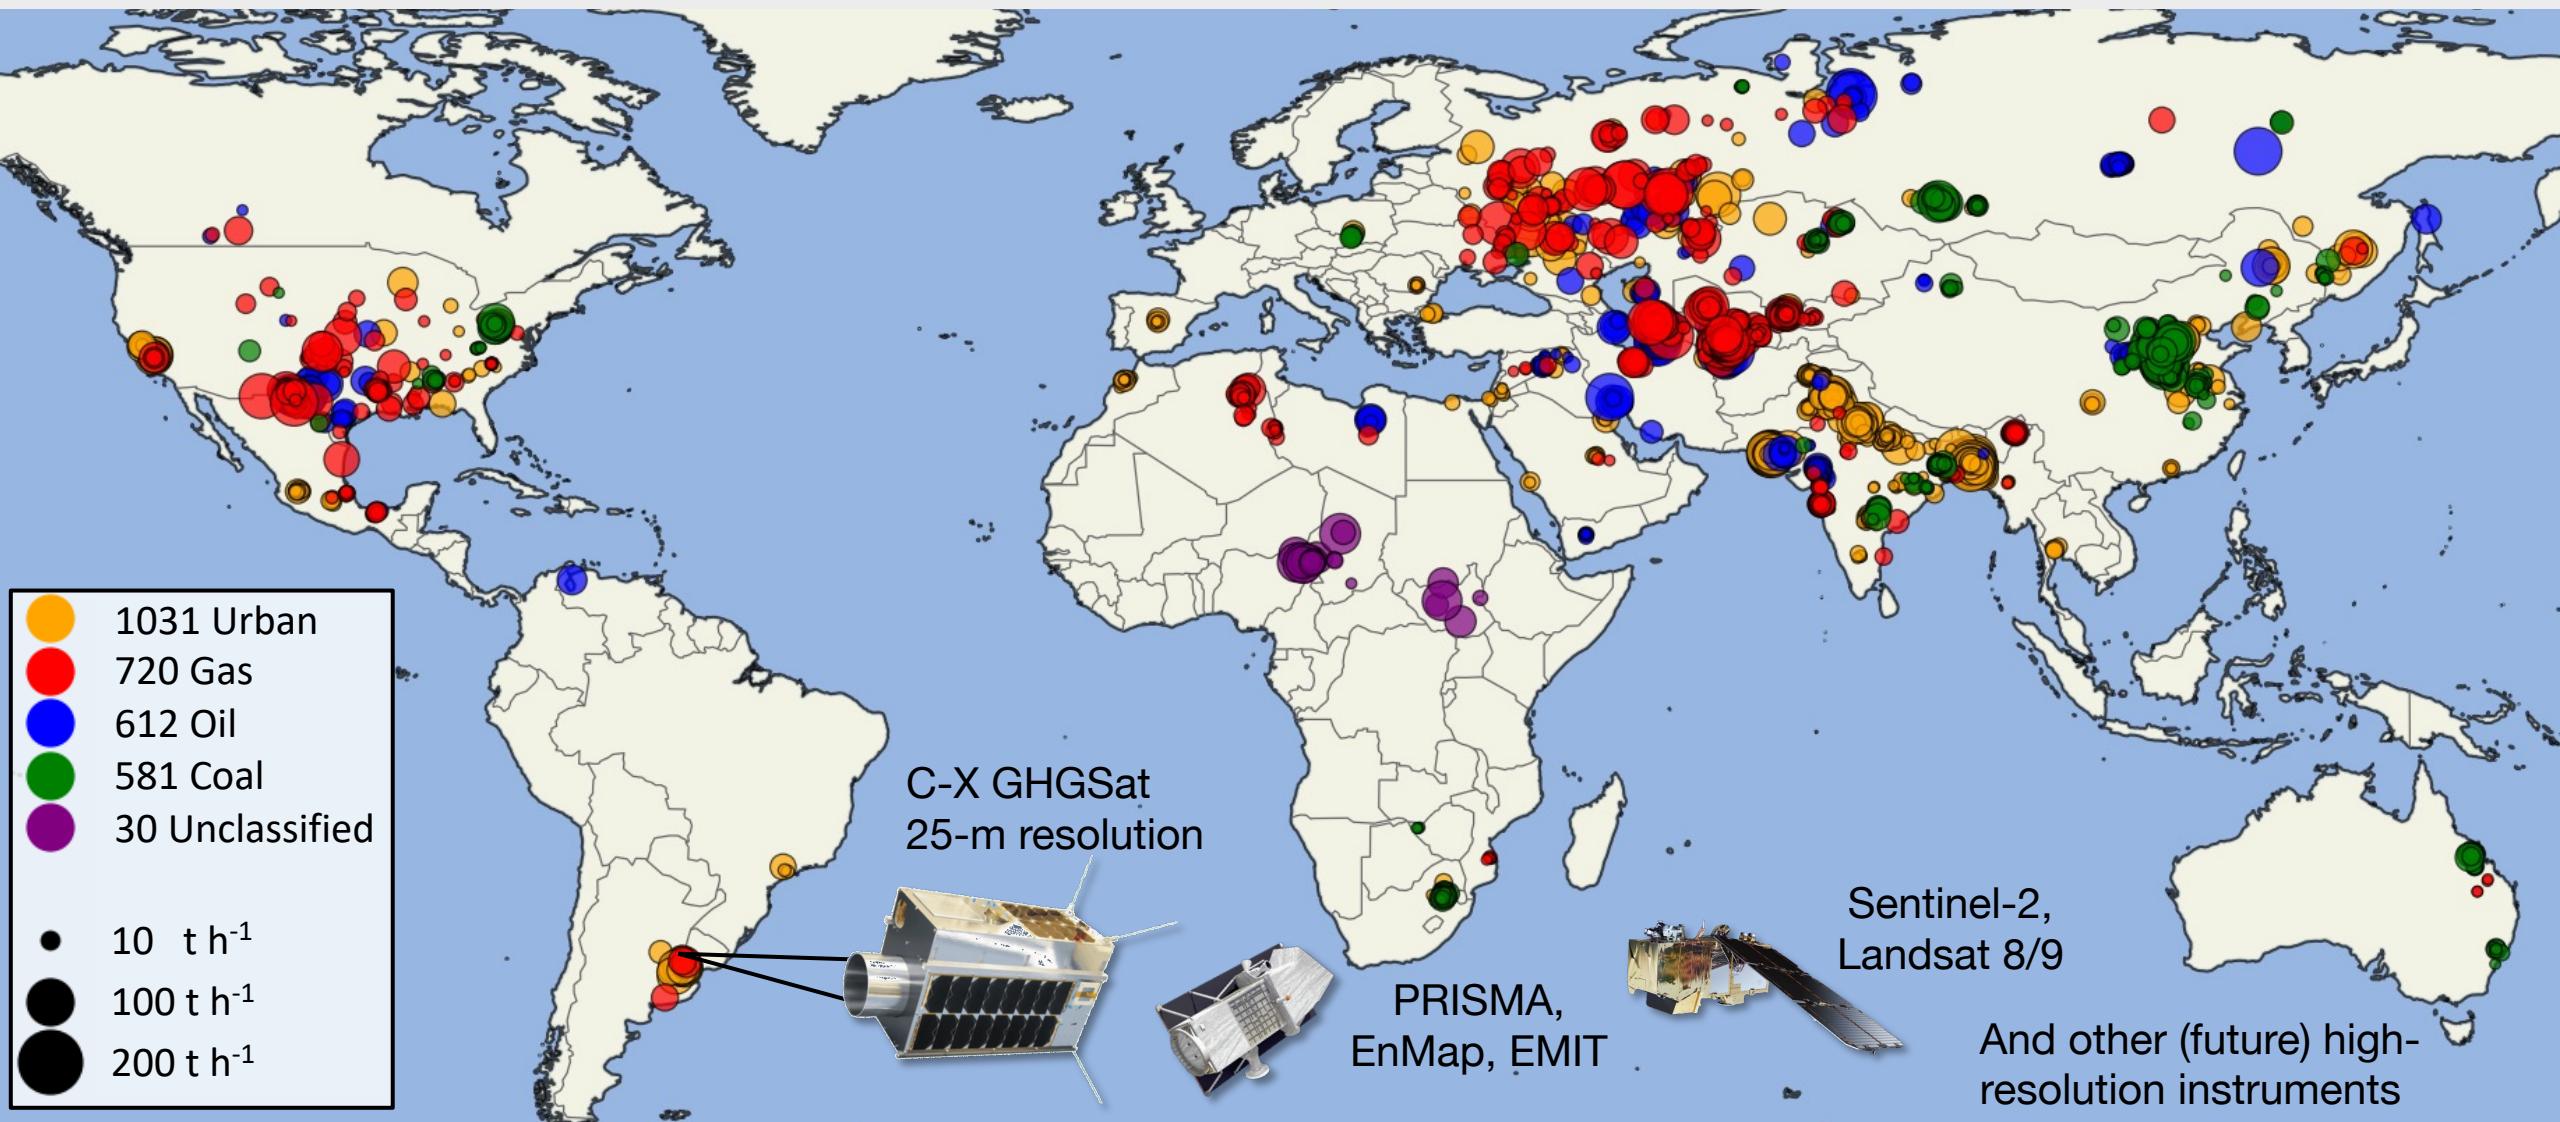 1031 Urban
720 Gas
612 Oil
581 Coal
30 Unclassified
10 t h-1
100 t h-1
200 t h-1
C-X GHGSat
25-m resolution
PRISMA,
EnMap, EMIT
Sentinel-2,
Landsat 8/9
And other (future) high-
resolution instruments